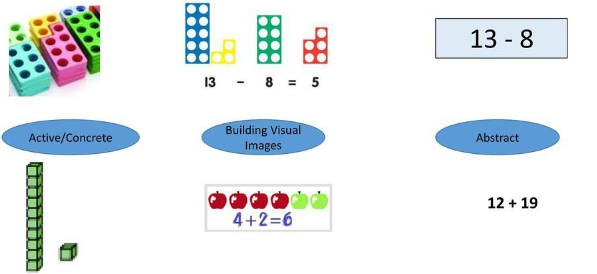 13 - 8 = 5
13 - 8
Active/Concrete
Building Visual
Images
Abstract
4+2=6
12 + 19